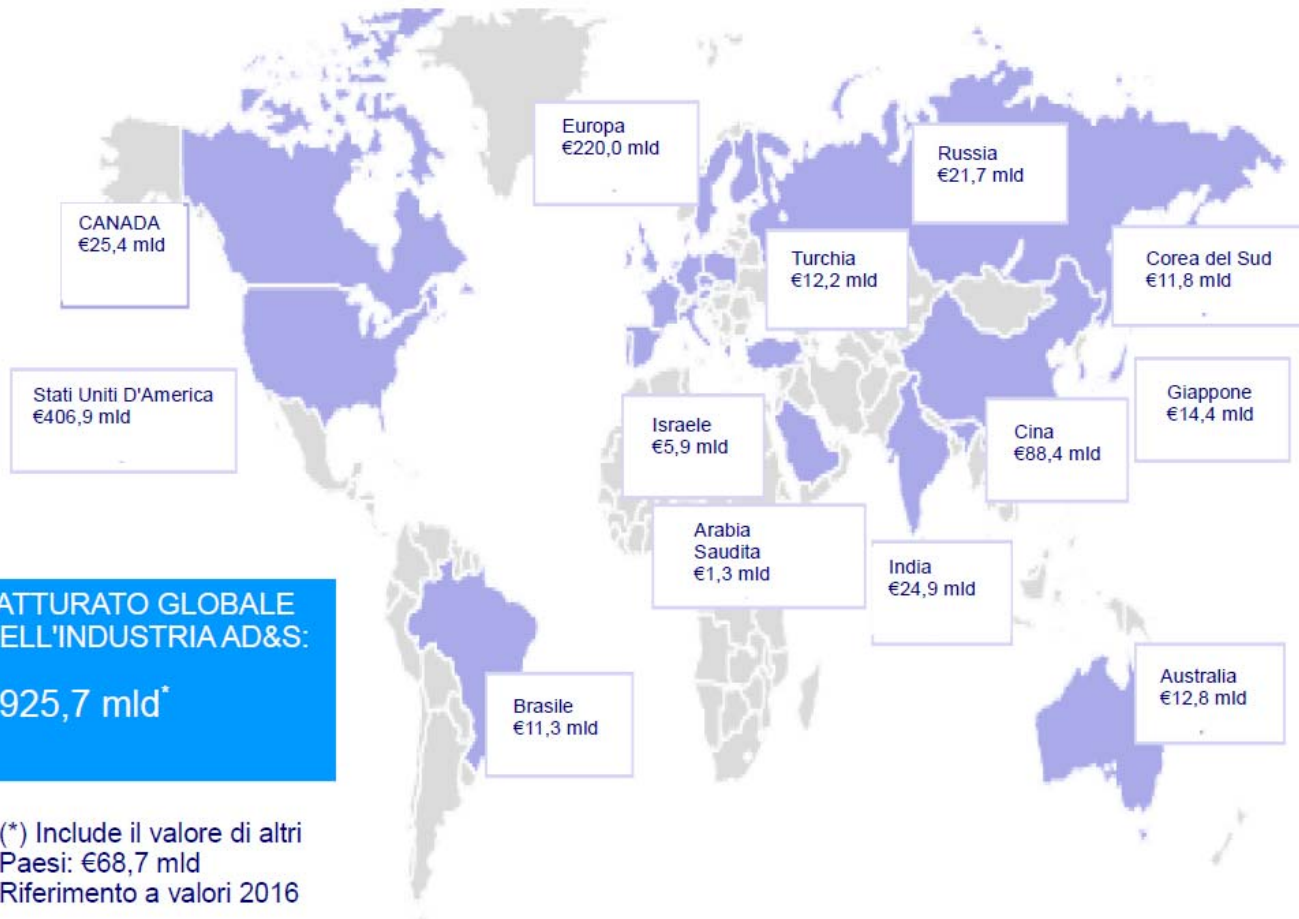 Europa
€220,0 mld
Russia
€21,7 mld
CANADA
€25,4 mld
Turchia
€12,2 mld
Corea del Sud
€11,8 mld
Stati Uniti D'America
€406,9 mld
Israele
€5,9 mld
Cina
€88,4 mld
Giappone
€14,4 mld
Arabia
Saudita
€1,3 mld
India
€24,9 mld
ATTURATO GLOBALE
ELL'INDUSTRIA AD&S:
925,7 mld*
Brasile
€11,3 mld
Australia
€12,8 mld
(*) Include il valore di altri
Paesi: €68,7 mld
Riferimento a valori 2016